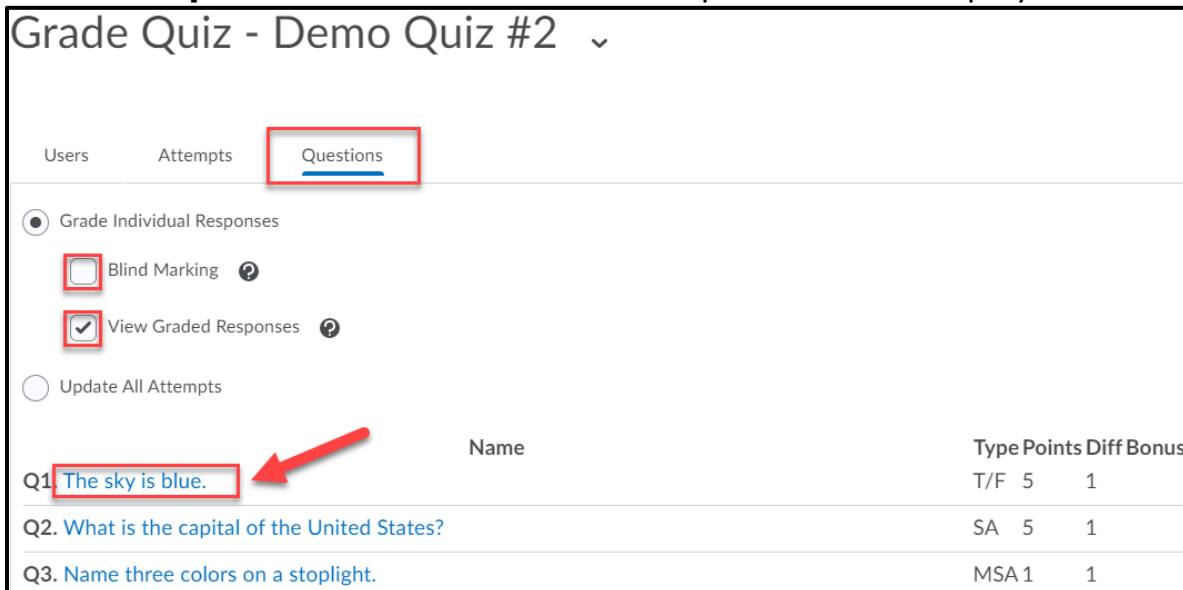 Grade Quiz - Demo Quiz #2
Users Attempts Questions
Grade Individual Responses
Blind Marking ?
View Graded Responses ?
Update All Attempts
Name Type Points Diff Bonus
Q1. The sky is blue. T/F 5 1
Q2. What is the capital of the United States? SA 5 1
Q3. Name three colors on a stoplight. MSA 1 1